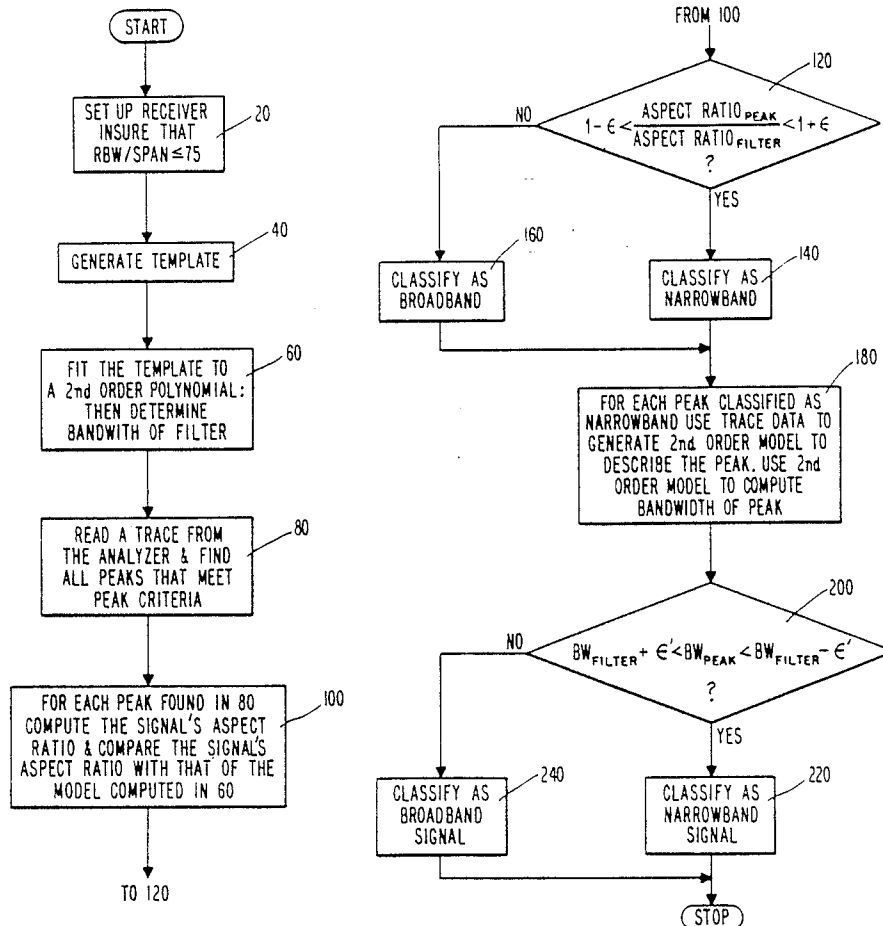 START
SET UP RECEIVER
INSURE THAT
RBW/SPAN ≤ 75
20
GENERATE TEMPLATE
40
FIT THE TEMPLATE TO
A 2nd ORDER POLYNOMIAL:
THEN DETERMINE
BANDWITH OF FILTER
60
READ A TRACE FROM
THE ANALYZER & FIND
ALL PEAKS THAT MEET
PEAK CRITERIA
80
FOR EACH PEAK FOUND IN 80
COMPUTE THE SIGNAL'S ASPECT
RATIO & COMPARE THE SIGNAL'S
ASPECT RATIO WITH THAT OF THE
MODEL COMPUTED IN 60
100
TO 120
FROM 100
120
1 - ϵ < ASPECT RATIO PEAK / ASPECT RATIO FILTER < 1 + ϵ
?
NO
YES
160
CLASSIFY AS
BROADBAND
140
CLASSIFY AS
NARROWBAND
180
FOR EACH PEAK CLASSIFIED AS
NARROWBAND USE TRACE DATA TO
GENERATE 2nd ORDER MODEL TO
DESCRIBE THE PEAK. USE 2nd
ORDER MODEL TO COMPUTE
BANDWIDTH OF PEAK
200
BW FILTER + ϵ' < BW PEAK < BW FILTER - ϵ'
?
NO
YES
240
CLASSIFY AS
BROADBAND
SIGNAL
220
CLASSIFY AS
NARROWBAND
SIGNAL
STOP